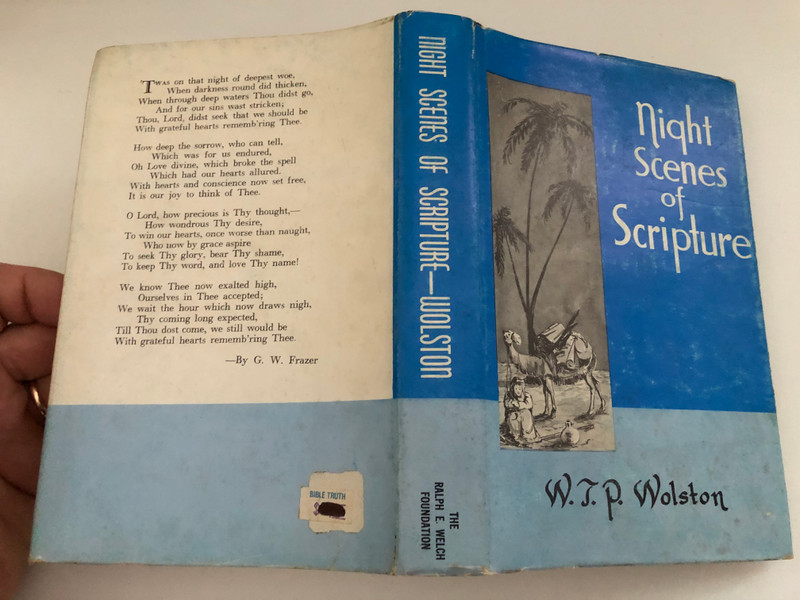 'Twas on that night of deepest woe,
When darkness round did thicken,
When through deep waters Thou didst go,
And for our sins wast stricken;
Thou, Lord, didst seek that we should be
With grateful hearts rememb'ring Thee.
How deep the sorrow, who can tell,
Which was for us endured,
Oh Love divine, which broke the spell
Which had our hearts allured.
With hearts and conscience now set free,
It is our joy to think of Thee.
O Lord, how precious is Thy thought,—
How wondrous Thy desire,
To win our hearts, once worse than naught,
Who now by grace aspire
To seek Thy glory, bear Thy shame,
To keep Thy word, and love Thy name!
We know Thee now exalted high,
Ourselves in Thee accepted;
We wait the hour which now draws nigh,
Thy coming long expected,
Till Thou dost come, we still would be
With grateful hearts rememb'ring Thee.
—By G. W. Frazer
BIBLE TRUTH
NIGHT SCENES OF SCRIPTURE—WOLSTON
THE
RALPH E. WELCH
FOUNDATION
Night
Scenes
of
Scripture
W.T.P. Wolston